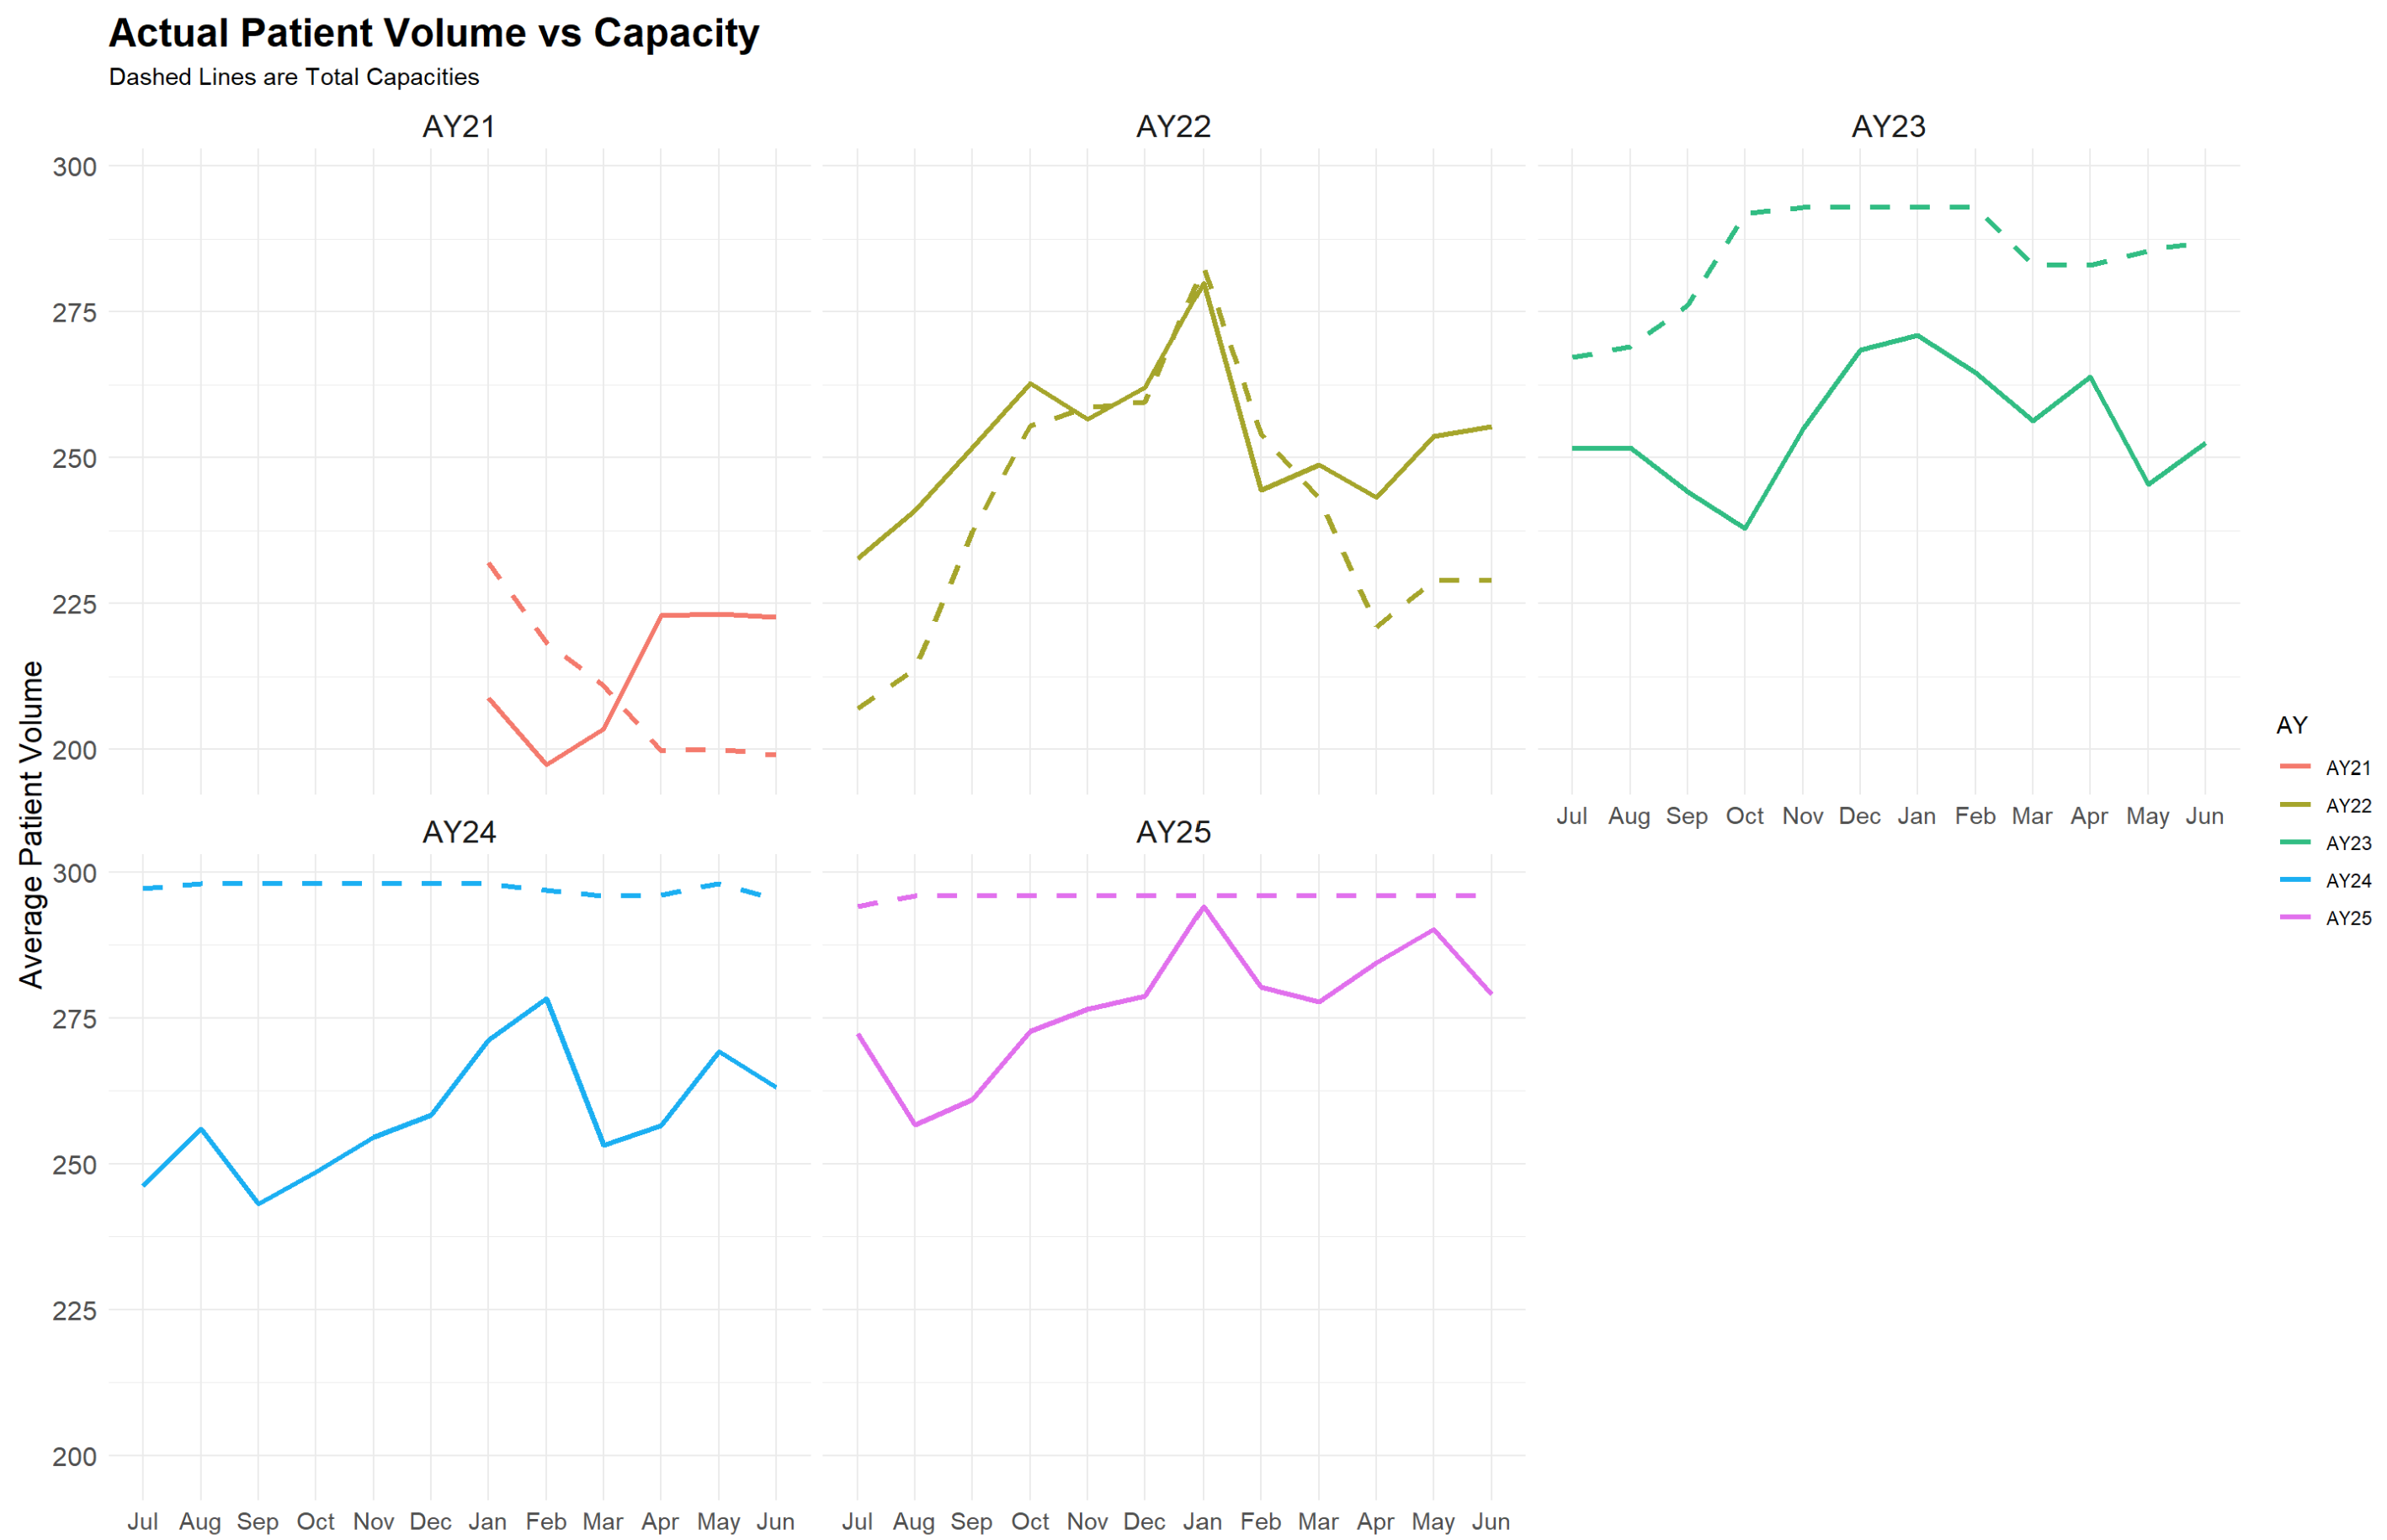 Actual Patient Volume vs Capacity
Dashed Lines are Total Capacities
AY21
AY22
AY23
300
275
250
225
200
Jul Aug Sep Oct Nov Dec Jan Feb Mar Apr May Jun
Average Patient Volume
AY24
AY25
300
275
250
225
200
Jul Aug Sep Oct Nov Dec Jan Feb Mar Apr May Jun
Jul Aug Sep Oct Nov Dec Jan Feb Mar Apr May Jun
AY
AY21
AY22
AY23
AY24
AY25